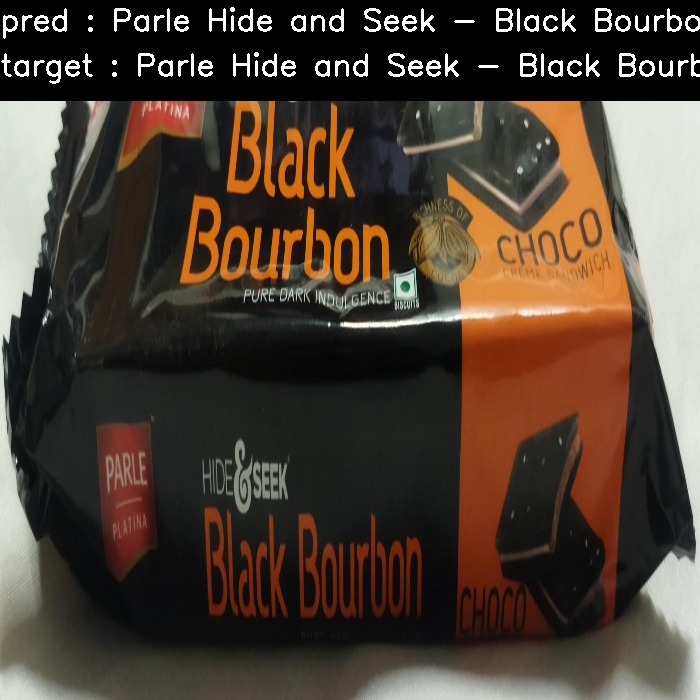 pred : Parle Hide and Seek – Black Bourbo
target : Parle Hide and Seek – Black Bourb
PLATINA
Black
Bourbon
PURE DARK INDULGENCE
BISCUITS
CHOCO
CREME SANDWICH
PARLE
PLATINA
HIDE & SEEK
Black Bourbon
CHOCO